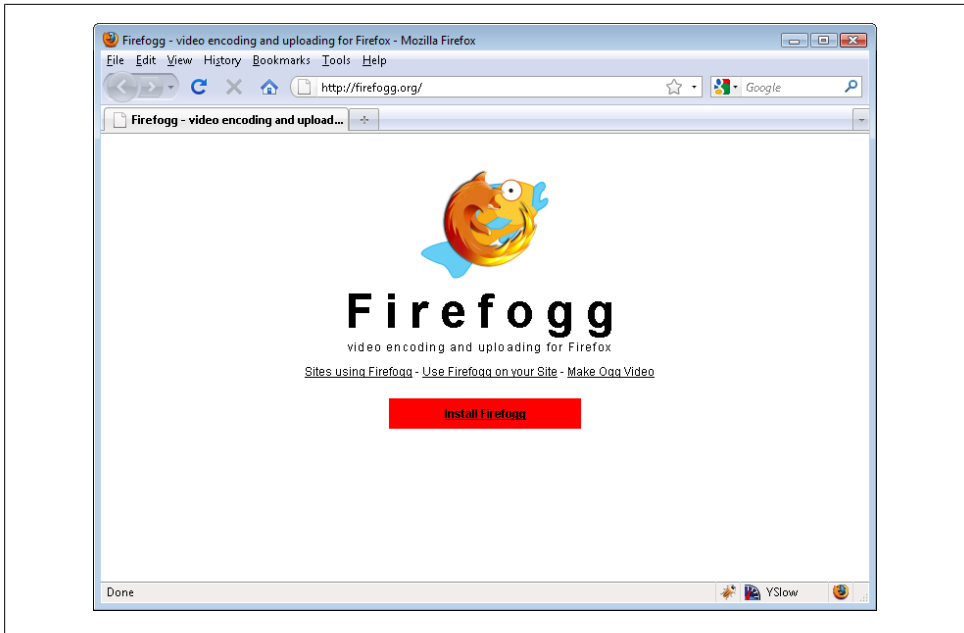 Firefogg - video encoding and uploading for Firefox - Mozilla Firefox
File Edit View History Bookmarks Tools Help
http://firefogg.org/ Google
Firefogg - video encoding and upload...
Firefogg
video encoding and uploading for Firefox
Sites using Firefogg - Use Firefogg on your Site - Make Ogg Video
Install Firefogg
Done YSlow